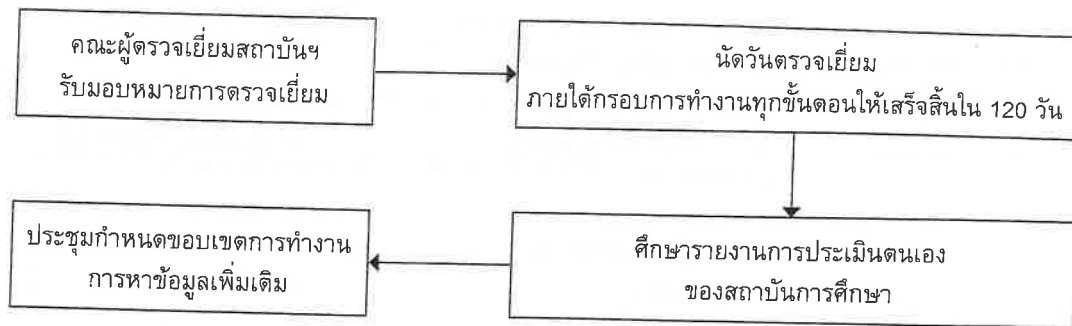 คณะผู้ตรวจเยี่ยมสถาบันฯ
รับมอบหมายการตรวจเยี่ยม
นัดวันตรวจเยี่ยม
ภายใต้กรอบการทำงานทุกขั้นตอนให้เสร็จสิ้นใน 120 วัน
ศึกษารายงานการประเมินตนเอง
ของสถาบันการศึกษา
ประชุมกำหนดขอบเขตการทำงาน
การหาข้อมูลเพิ่มเติม